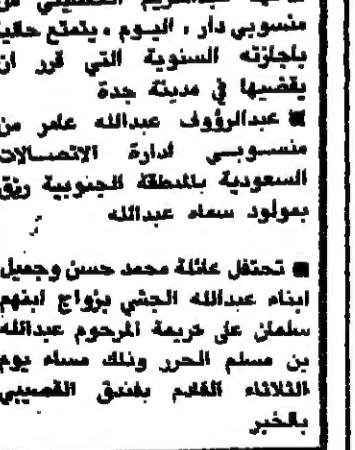 منسوبي دار ، اليوم ، يتمتع حاليا
باجازته السنوية التي قرر ان
يقضيها في مدينة جدة
■ عبدالرؤوف عبدالله عامر من
منسوبي ادارة الاتصالات
السعودية بالمنطقة الجنوبية رزق
بمولود سماه عبدالله
■ تحتفل عائلة محمد حسن وجميل
ابناء عبدالله الجشي بزواج ابنهم
سلمان على كريمة المرحوم عبدالله
بن مسلم الحرز وذلك مساء يوم
الثلاثاء القادم بفندق القصيبي
بالخبر